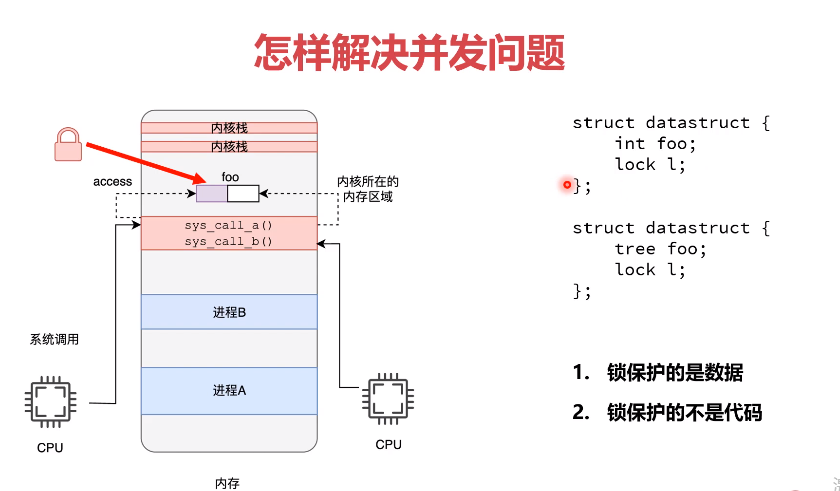 怎样解决并发问题
内核栈
内核栈
foo
access
内核所在的
内存区域
sys_call_a()
sys_call_b()
进程B
系统调用
进程A
CPU
CPU
内存
struct datastruct {
    int foo;
    lock l;
};
struct datastruct {
    tree foo;
    lock l;
};
1. 锁保护的是数据
2. 锁保护的不是代码